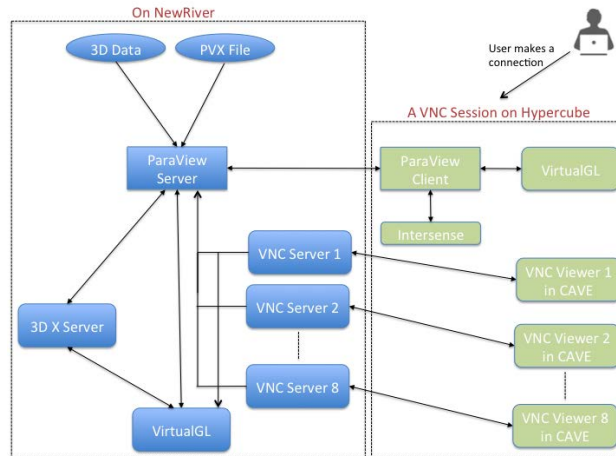 On NewRiver
3D Data
PVX File
User makes a
connection
A VNC Session on Hypercube
ParaView
Server
ParaView
Client
VirtualGL
Intersense
VNC Server 1
VNC Viewer 1
in CAVE
VNC Server 2
3D X Server
VNC Viewer 2
in CAVE
VNC Server 8
VirtualGL
VNC Viewer 8
in CAVE